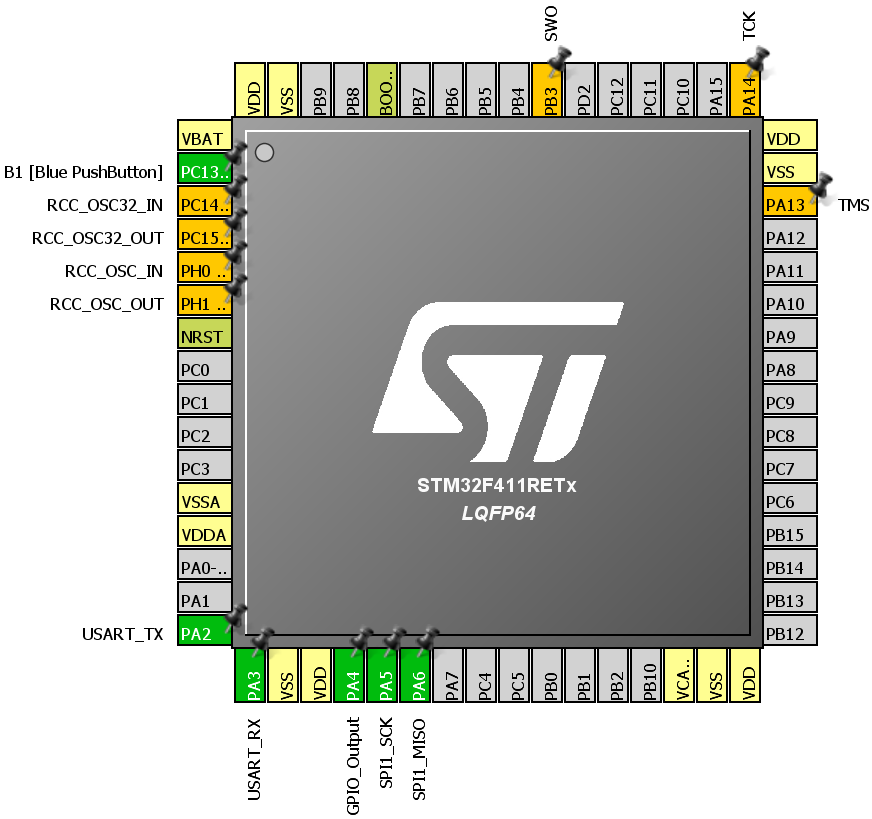 SWO
TCK
VDD
VSS
PB9
PB8
BOO..
PB7
PB6
PB5
PB4
PB3
PD2
PC12
PC11
PC10
PA15
PA14
VBAT
B1 [Blue PushButton] PC13..
RCC_OSC32_IN PC14..
RCC_OSC32_OUT PC15..
RCC_OSC_IN PH0 ..
RCC_OSC_OUT PH1 ..
NRST
PC0
PC1
PC2
PC3
VSSA
VDDA
PA0-..
PA1
USART_TX PA2
VDD
VSS
PA13 TMS
PA12
PA11
PA10
PA9
PA8
PC9
PC8
PC7
PC6
PB15
PB14
PB13
PB12
ST
STM32F411RETx
LQFP64
PA3
VSS
VDD
PA4
PA5
PA6
PA7
PC4
PC5
PB0
PB1
PB2
PB10
VCA..
VSS
VDD
USART_RX
GPIO_Output
SPI1_SCK
SPI1_MISO